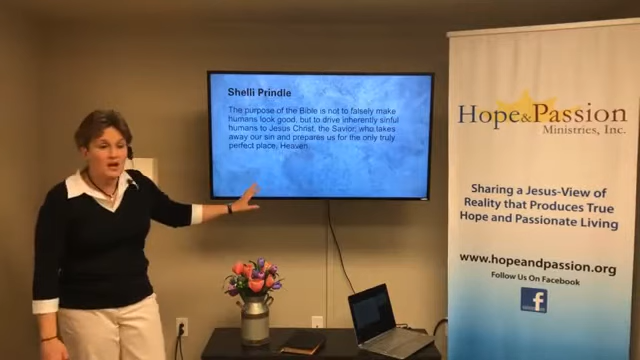 Shelli Prindle
The purpose of the Bible is not to falsely make
humans look good, but to drive inherently sinful
humans to Jesus Christ, the Savior, who takes
away our sin and prepares us for the only truly
perfect place, Heaven.
Hope&Passion
Ministries, Inc.
Sharing a Jesus-View of
Reality that Produces True
Hope and Passionate Living
www.hopeandpassion.org
Follow Us On Facebook
f